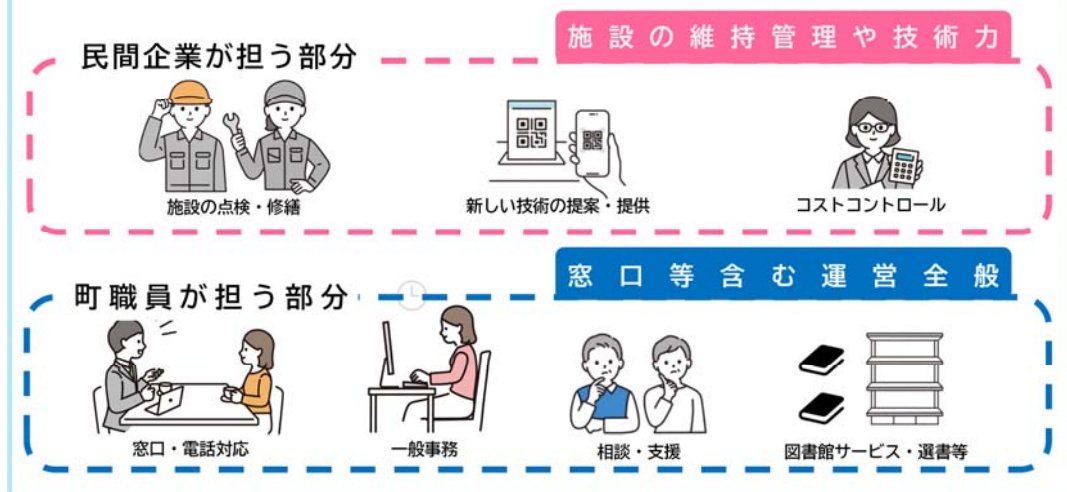 施設の維持管理や技術力
民間企業が担う部分
施設の点検・修繕
新しい技術の提案・提供
コストコントロール
窓口等含む運営全般
町職員が担う部分
窓口・電話対応
一般事務
相談・支援
図書館サービス・選書等